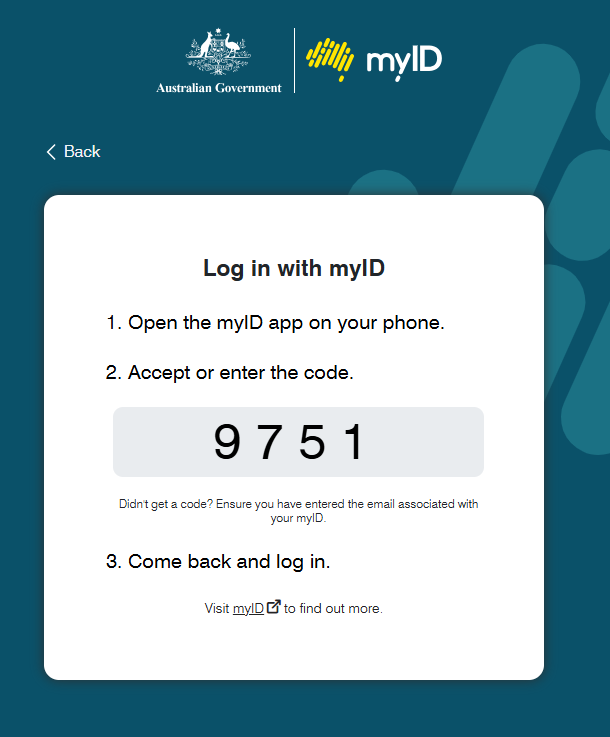 Australian Government
myID
Back
Log in with myID
1. Open the myID app on your phone.
2. Accept or enter the code.
9 7 5 1
Didn't get a code? Ensure you have entered the email associated with
your myID.
3. Come back and log in.
Visit myID to find out more.